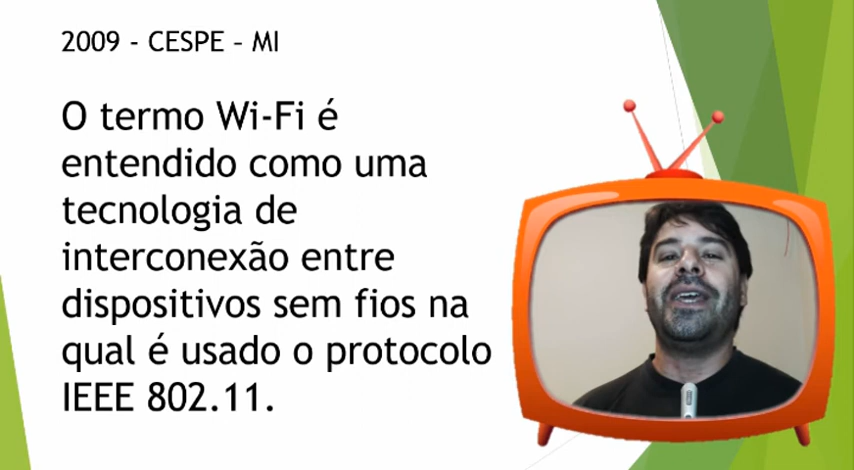 2009 - CESPE – MI
O termo Wi-Fi é
entendido como uma
tecnologia de
interconexão entre
dispositivos sem fios na
qual é usado o protocolo
IEEE 802.11.